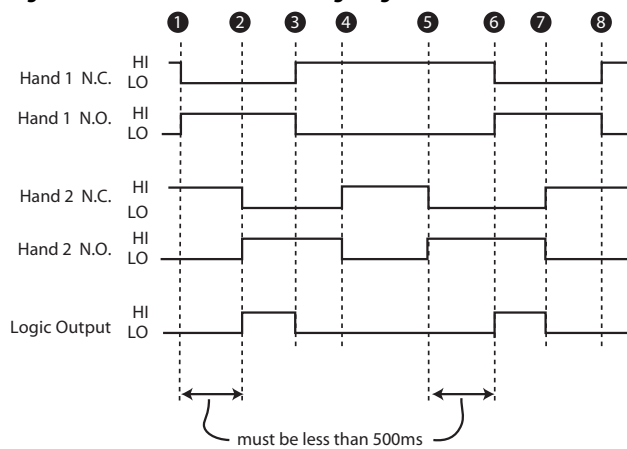 1 2 3 4 5 6 7 8
Hand 1 N.C. HI
LO
Hand 1 N.O. HI
LO
Hand 2 N.C. HI
LO
Hand 2 N.O. HI
LO
Logic Output HI
LO
must be less than 500ms